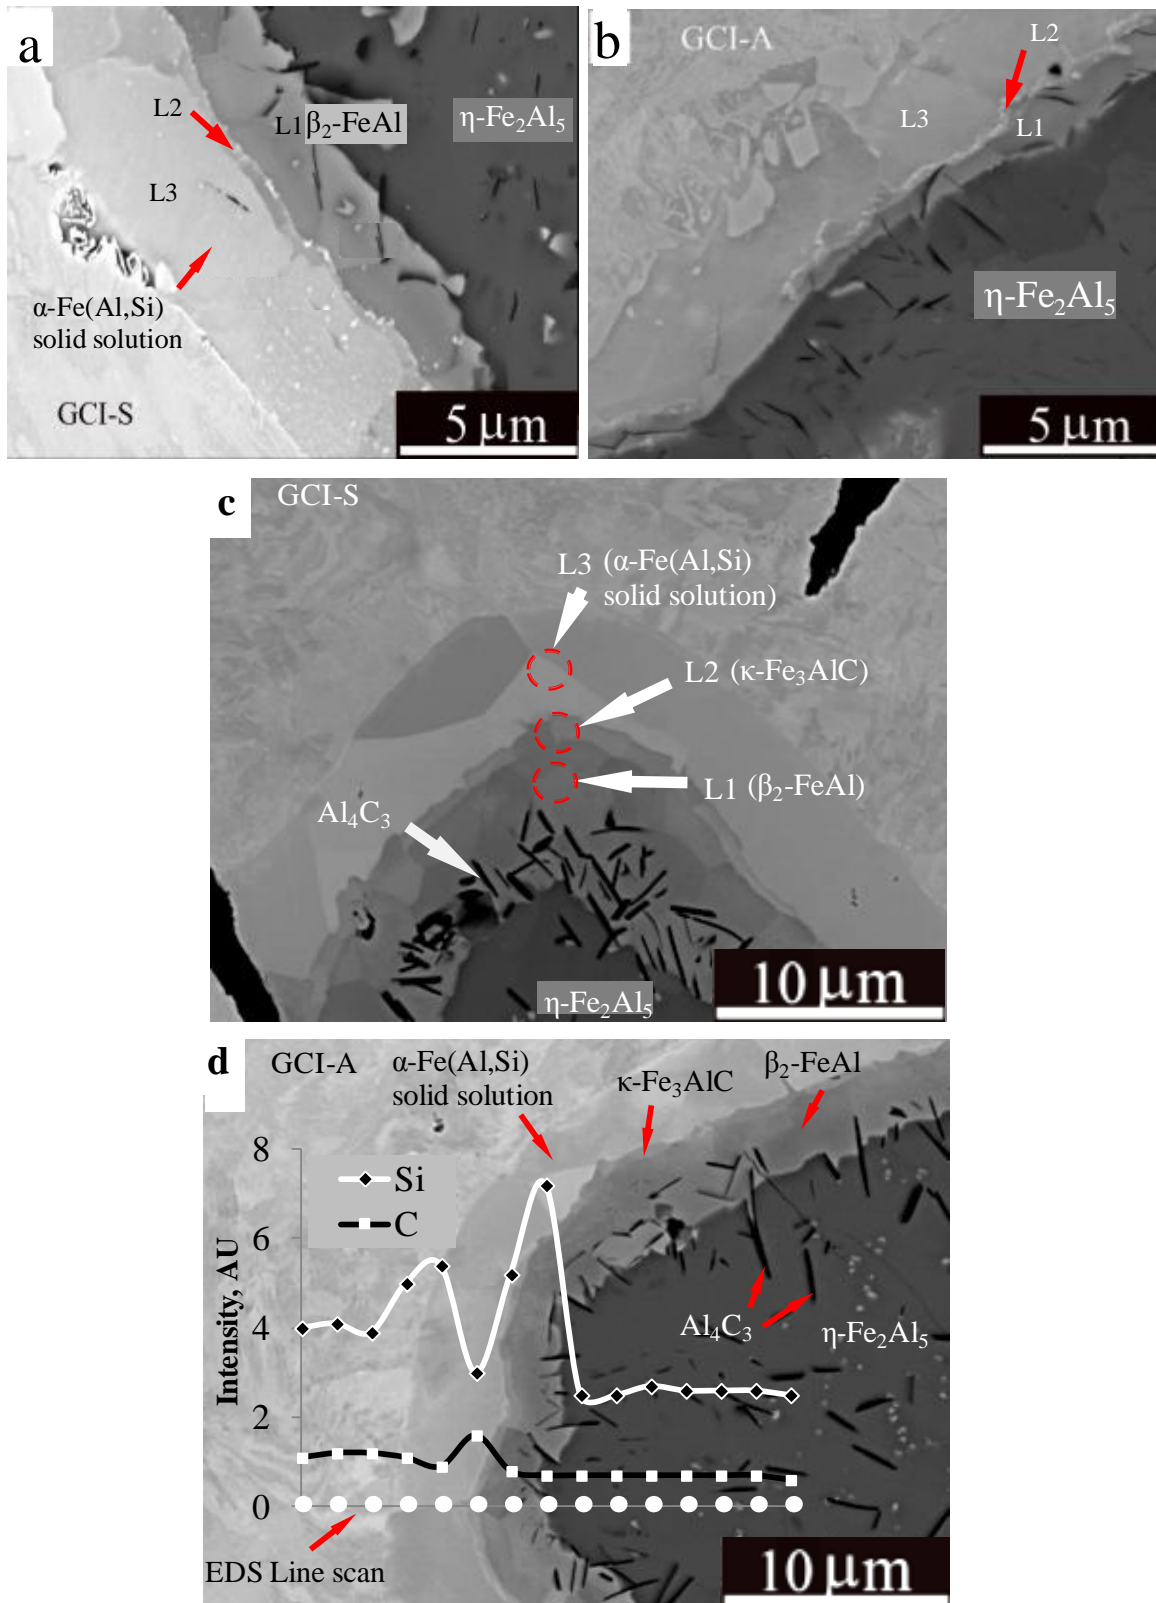 a
L2
L1
β₂-FeAl
η-Fe₂Al₅
L3
α-Fe(Al,Si)
solid solution
GCI-S
5 µm
b
GCI-A
L2
L3
L1
η-Fe₂Al₅
5 µm
c
GCI-S
L3 (α-Fe(Al,Si)
solid solution)
L2 (κ-Fe₃AlC)
L1 (β₂-FeAl)
Al₄C₃
η-Fe₂Al₅
10 µm
d
GCI-A
α-Fe(Al,Si)
solid solution
κ-Fe₃AlC
β₂-FeAl
8
Si
C
6
Intensity, AU
4
Al₄C₃
η-Fe₂Al₅
2
0
EDS Line scan
10 µm